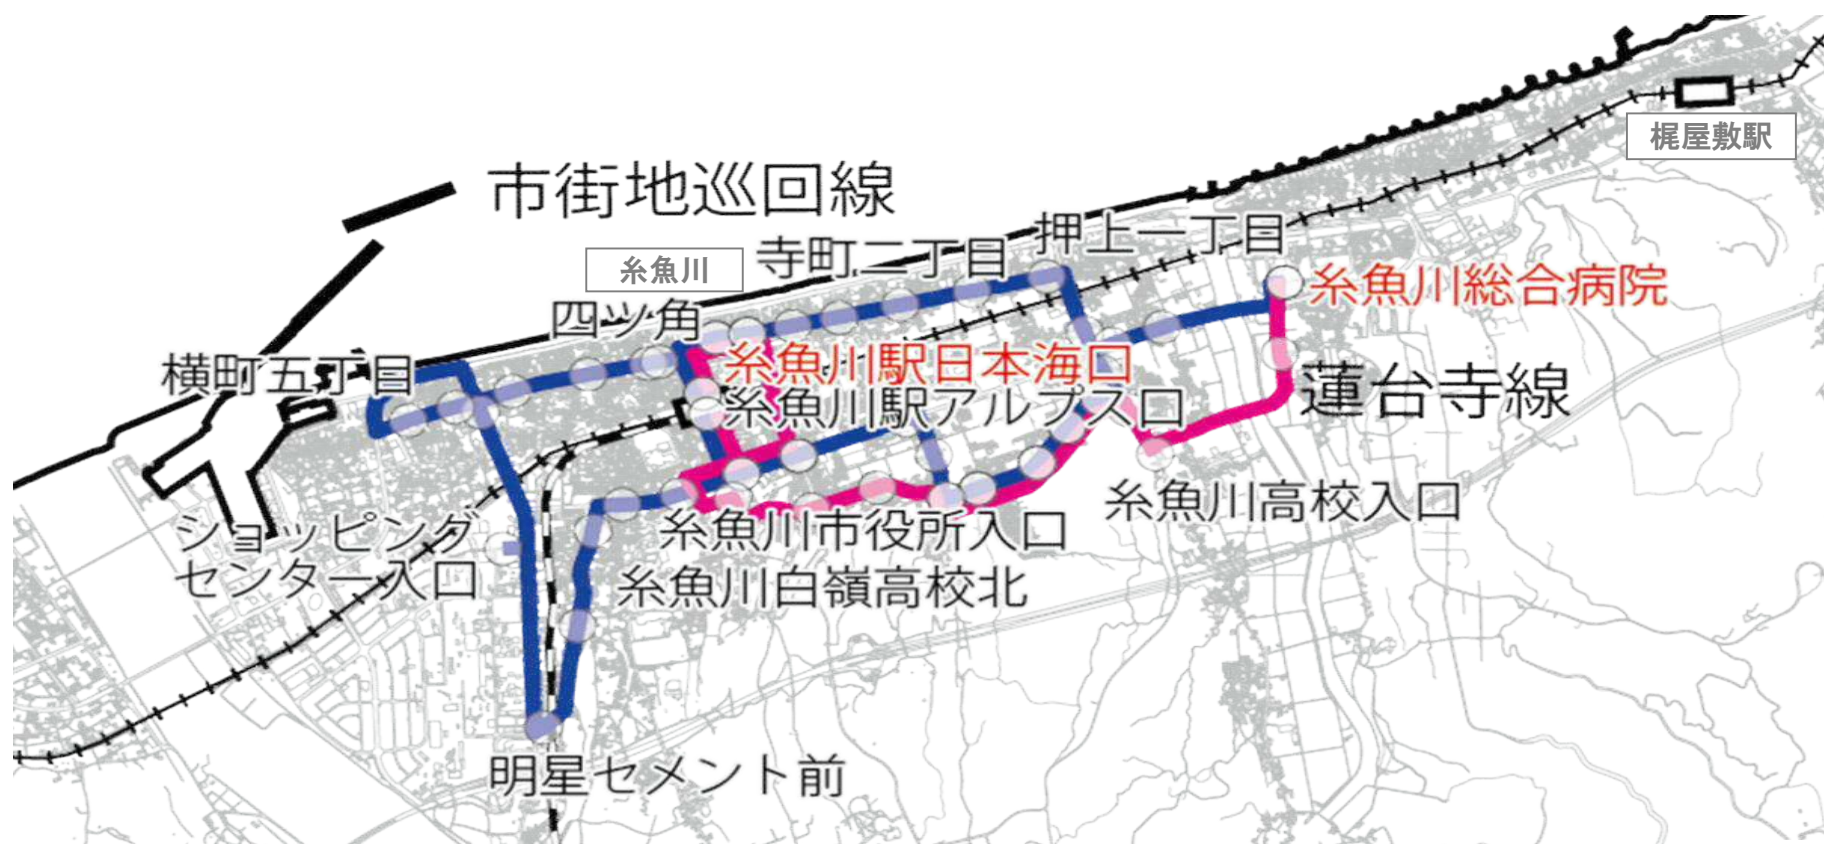 梶屋敷駅
市街地巡回線
押上一丁目
寺町二丁目
糸魚川
糸魚川総合病院
四ツ角
横町五丁目
糸魚川駅日本海口
蓮台寺線
糸魚川駅アルプス口
糸魚川高校入口
ショッピング
センター入口
糸魚川市役所入口
糸魚川白嶺高校北
明星セメント前